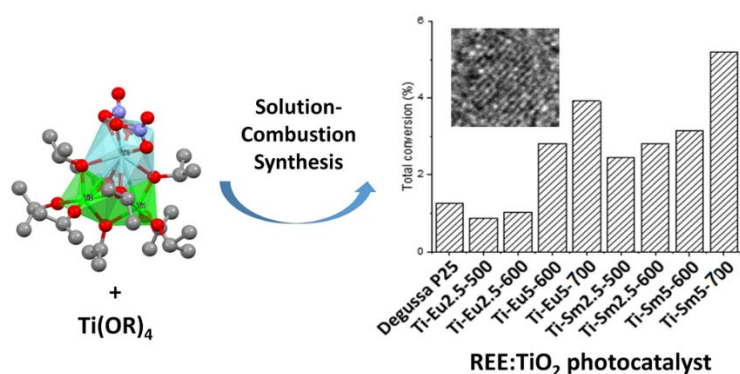 Solution-
Combustion
Synthesis
+
Ti(OR)₄
Total conversion (%)
6
4
2
0
Degussa P25
Ti-Eu2.5-500
Ti-Eu2.5-600
Ti-Eu5-600
Ti-Eu5-700
Ti-Sm2.5-500
Ti-Sm2.5-600
Ti-Sm5-600
Ti-Sm5-700
REE:TiO₂ photocatalyst